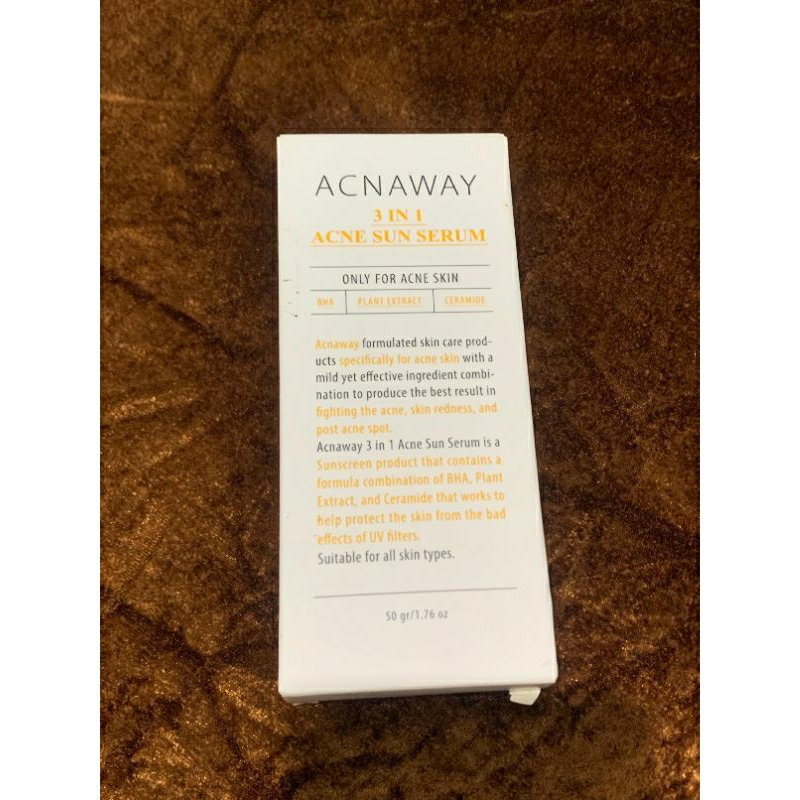 ACNAWAY
3 IN 1
ACNE SUN SERUM
ONLY FOR ACNE SKIN
BHA PLANT EXTRACT CERAMIDE
Acnaway formulated skin care prod-
ucts specifically for acne skin with a
mild yet effective ingredient combi-
nation to produce the best result in
fighting the acne, skin redness, and
post acne spot.
Acnaway 3 in 1 Acne Sun Serum is a
Sunscreen product that contains a
formula combination of BHA, Plant
Extract, and Ceramide that works to
help protect the skin from the bad
effects of UV filters.
Suitable for all skin types.
50 gr/1.76 oz